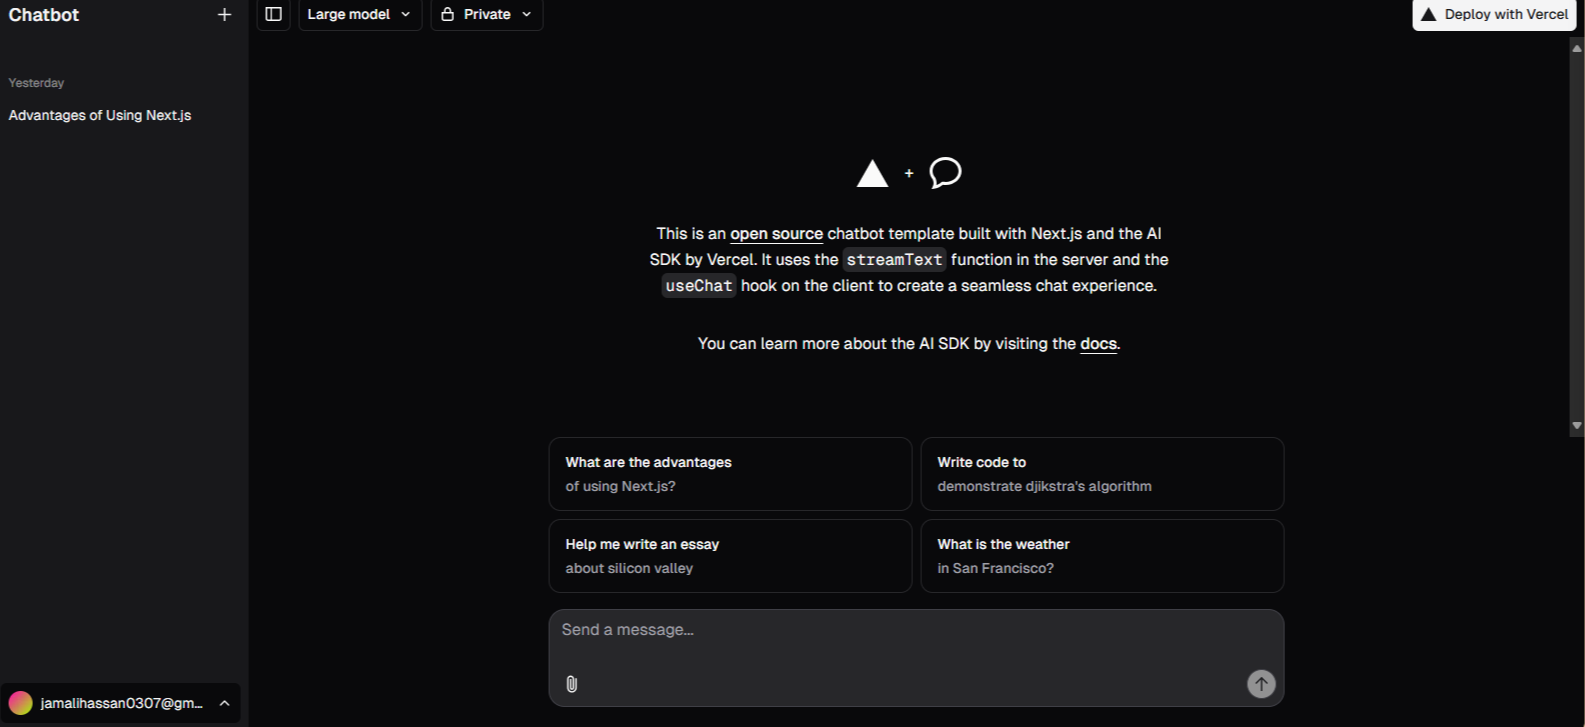 Chatbot
+
Large model
Private
Deploy with Vercel
Yesterday
Advantages of Using Next.js
+
This is an open source chatbot template built with Next.js and the AI
SDK by Vercel. It uses the streamText function in the server and the
useChat hook on the client to create a seamless chat experience.
You can learn more about the AI SDK by visiting the docs.
What are the advantages
of using Next.js?
Write code to
demonstrate djikstra's algorithm
Help me write an essay
about silicon valley
What is the weather
in San Francisco?
Send a message...
jamalihassan0307@gm...